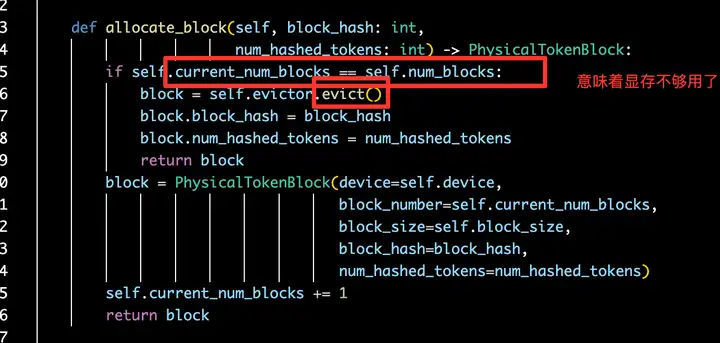 2
3 def allocate_block(self, block_hash: int,
4 num_hashed_tokens: int) -> PhysicalTokenBlock:
5 if self.current_num_blocks == self.num_blocks: 意味着显存不够用了
6 block = self.evictor.evict()
7 block.block_hash = block_hash
8 block.num_hashed_tokens = num_hashed_tokens
9 return block
0 block = PhysicalTokenBlock(device=self.device,
1 block_number=self.current_num_blocks,
2 block_size=self.block_size,
3 block_hash=block_hash,
4 num_hashed_tokens=num_hashed_tokens)
5 self.current_num_blocks += 1
6 return block
7